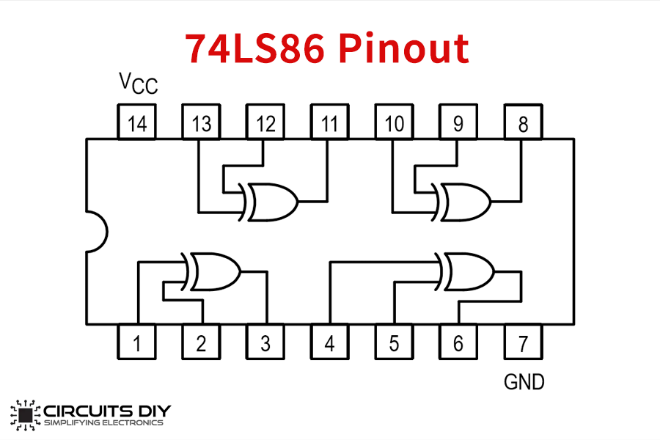 74LS86 Pinout
VCC
14 13 12 11 10 9 8
1 2 3 4 5 6 7
GND
CIRCUITS DIY
SIMPLIFYING ELECTRONICS